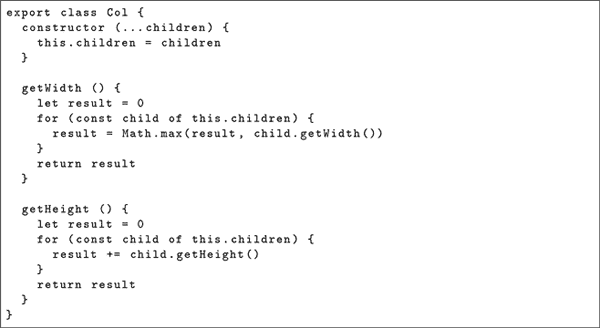 export class Col {
  constructor (...children) {
    this.children = children
  }

  getWidth () {
    let result = 0
    for (const child of this.children) {
      result = Math.max(result, child.getWidth())
    }
    return result
  }

  getHeight () {
    let result = 0
    for (const child of this.children) {
      result += child.getHeight()
    }
    return result
  }
}